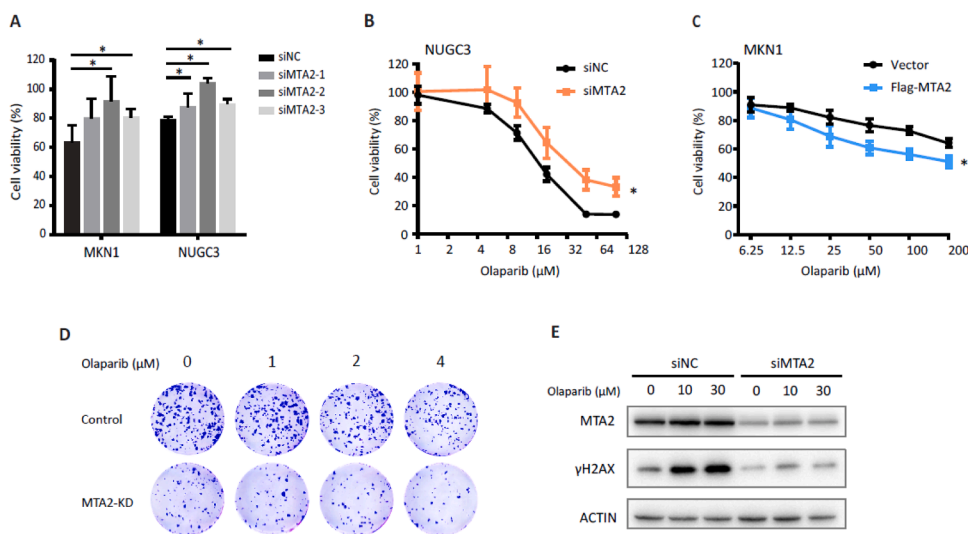 A
* * * * *
siNC
siMTA2-1
siMTA2-2
siMTA2-3
Cell viability (%)
120
100
80
60
40
20
0
MKN1 NUGC3
B
NUGC3
siNC
siMTA2
Cell viability (%)
120
100
80
60
40
20
0
*
1 2 4 8 16 32 64 128
Olaparib (μM)
C
MKN1
Vector
Flag-MTA2
Cell viability (%)
100
80
60
40
20
0
*
6.25 12.5 25 50 100 200
Olaparib (μM)
D
Olaparib (μM) 0 1 2 4
Control
MTA2-KD
E
siNC siMTA2
Olaparib (μM) 0 10 30 0 10 30
MTA2
γH2AX
ACTIN